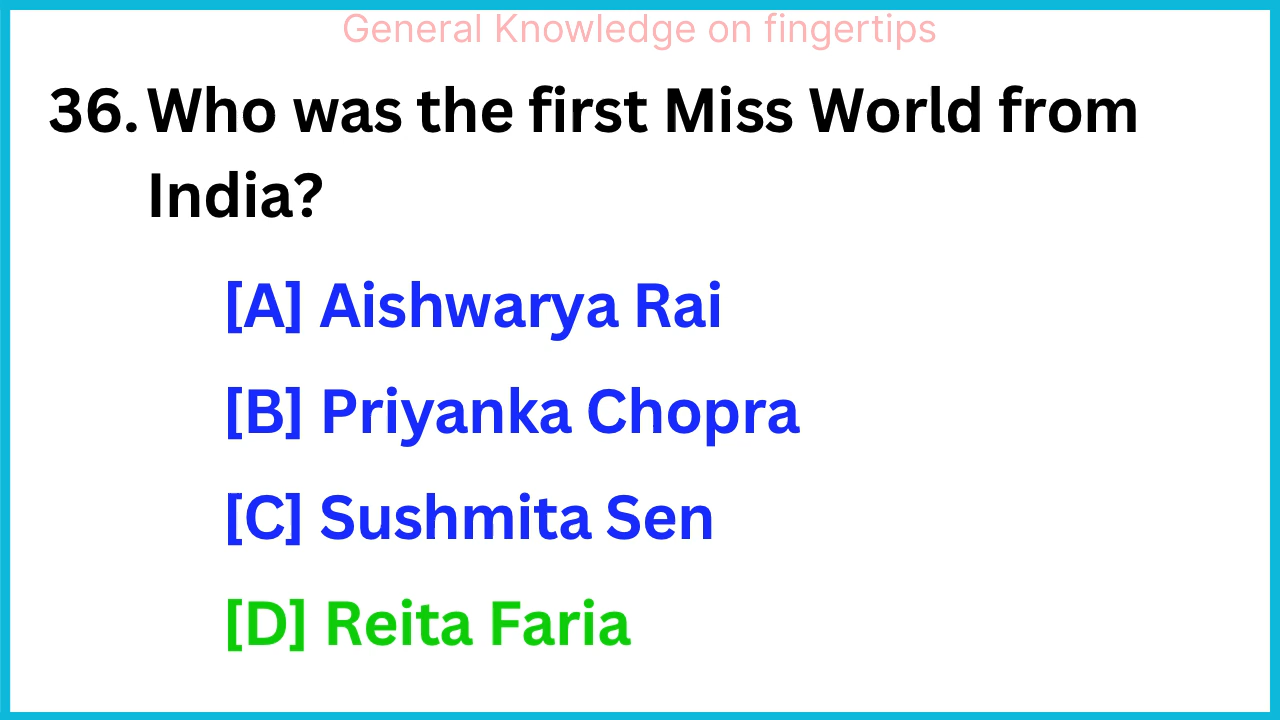 General Knowledge on fingertips
36. Who was the first Miss World from
India?
[A] Aishwarya Rai
[B] Priyanka Chopra
[C] Sushmita Sen
[D] Reita Faria